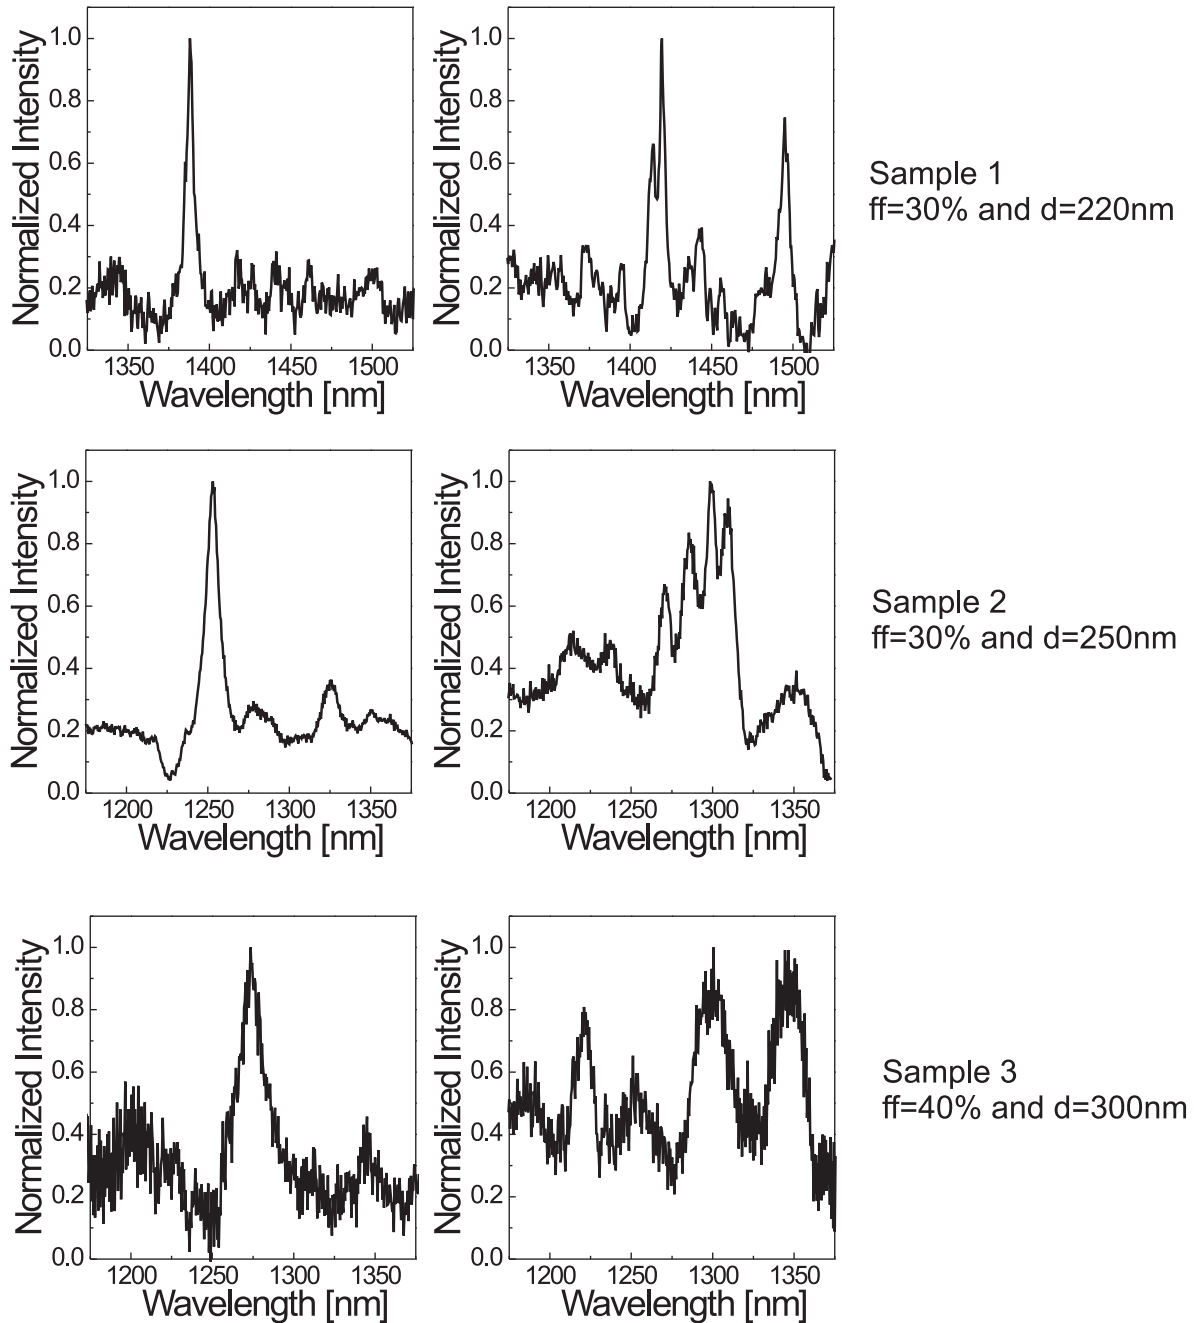 1.0
0.8
0.6
0.4
0.2
0.0
1350 1400 1450 1500
Wavelength [nm]
Normalized Intensity
1.0
0.8
0.6
0.4
0.2
0.0
1350 1400 1450 1500
Wavelength [nm]
Normalized Intensity
Sample 1
ff=30% and d=220nm
1.0
0.8
0.6
0.4
0.2
0.0
1200 1250 1300 1350
Wavelength [nm]
Normalized Intensity
1.0
0.8
0.6
0.4
0.2
0.0
1200 1250 1300 1350
Wavelength [nm]
Normalized Intensity
Sample 2
ff=30% and d=250nm
1.0
0.8
0.6
0.4
0.2
0.0
1200 1250 1300 1350
Wavelength [nm]
Normalized Intensity
1.0
0.8
0.6
0.4
0.2
0.0
1200 1250 1300 1350
Wavelength [nm]
Normalized Intensity
Sample 3
ff=40% and d=300nm